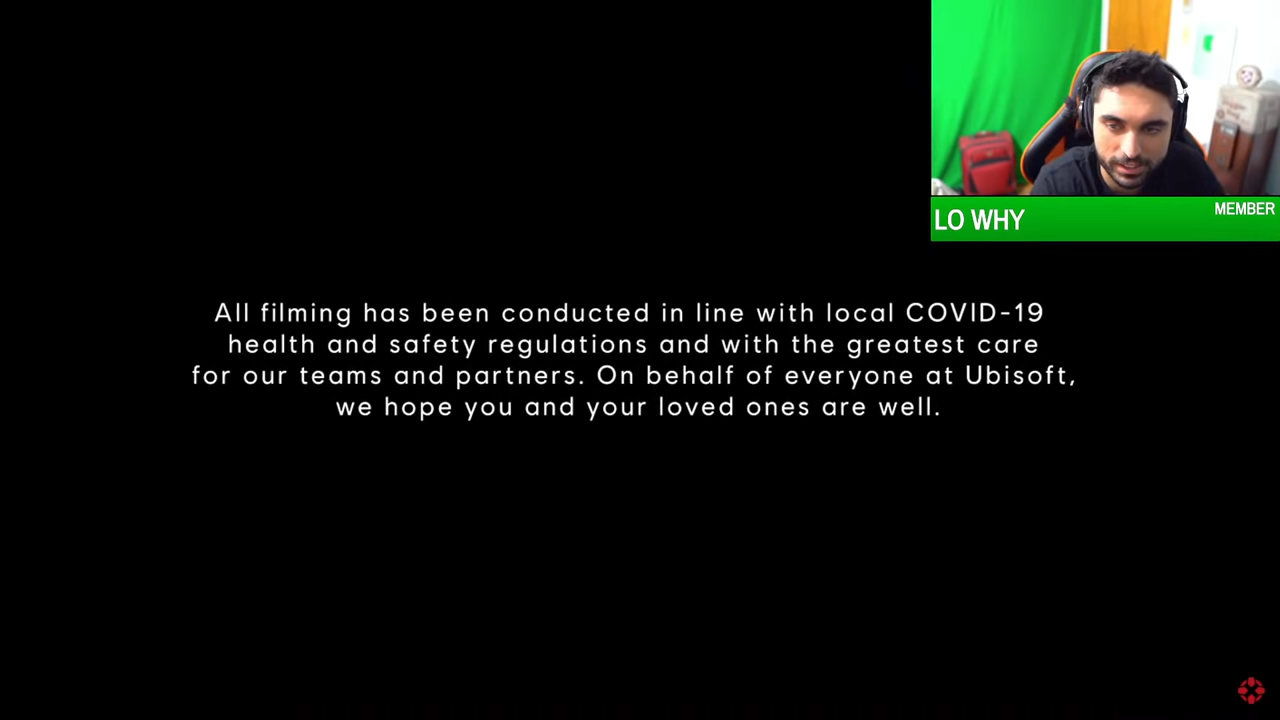 LO WHY
MEMBER
All filming has been conducted in line with local COVID-19
health and safety regulations and with the greatest care
for our teams and partners. On behalf of everyone at Ubisoft,
we hope you and your loved ones are well.